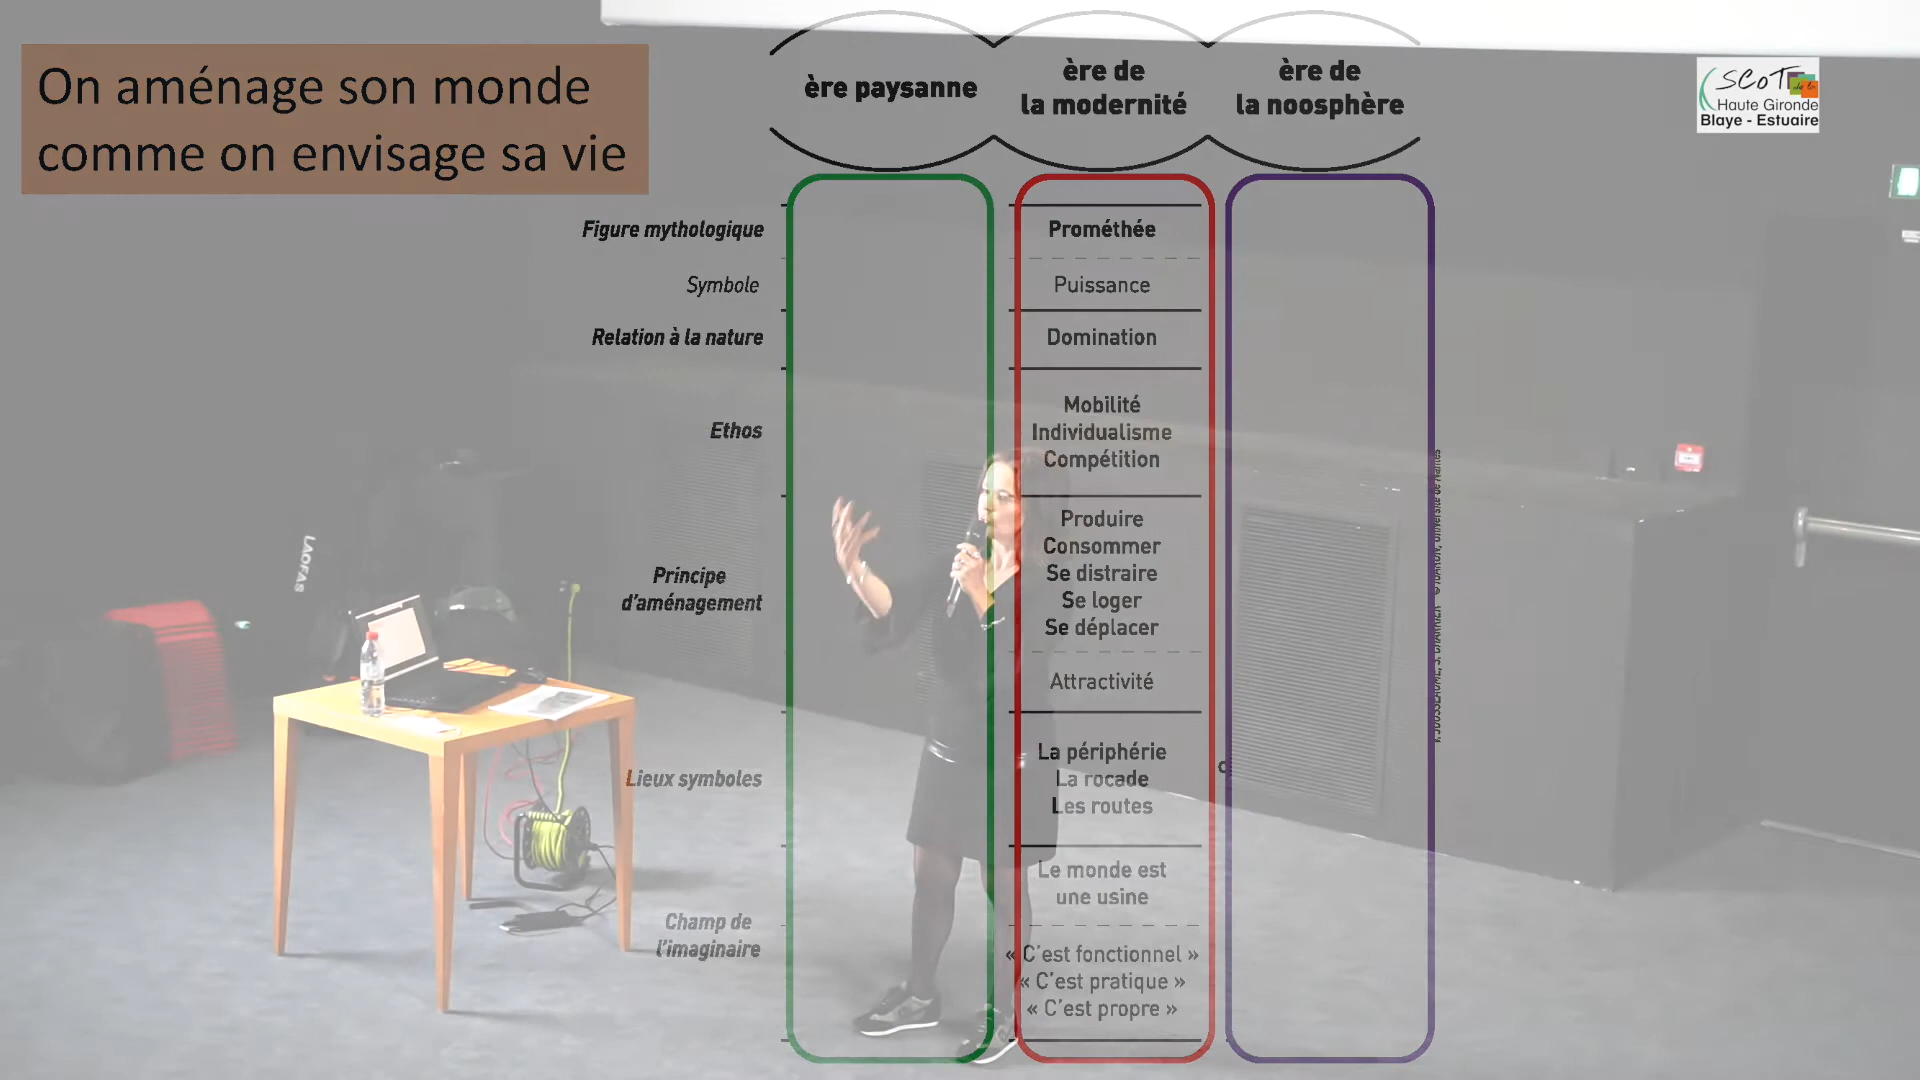 On aménage son monde
comme on envisage sa vie
ère paysanne
ère de
la modernité
ère de
la noosphère
SCOT
de la
Haute Gironde
Blaye - Estuaire
Figure mythologique
Prométhée
Symbole
Puissance
Relation à la nature
Domination
Ethos
Mobilité
Individualisme
Compétition
Principe
d'aménagement
Produire
Consommer
Se distraire
Se loger
Se déplacer
Attractivité
Lieux symboles
La périphérie
La rocade
Les routes
Champ de
l'imaginaire
Le monde est
une usine
« C'est fonctionnel »
« C'est pratique »
« C'est propre »
LAOFAS